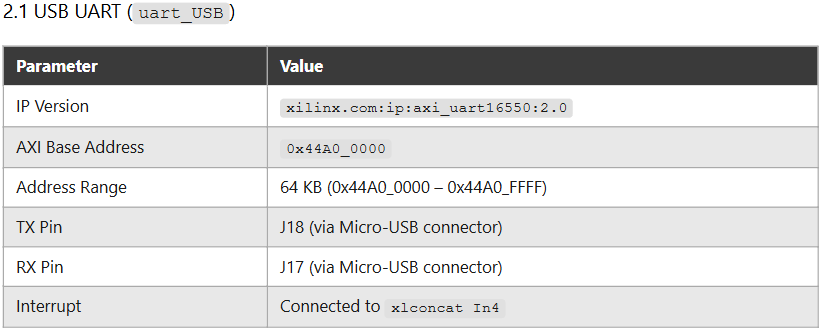 2.1 USB UART (uart_USB)
Parameter Value
IP Version xilinx.com:ip:axi_uart16550:2.0
AXI Base Address 0x44A0_0000
Address Range 64 KB (0x44A0_0000 – 0x44A0_FFFF)
TX Pin J18 (via Micro-USB connector)
RX Pin J17 (via Micro-USB connector)
Interrupt Connected to xlconcat In4